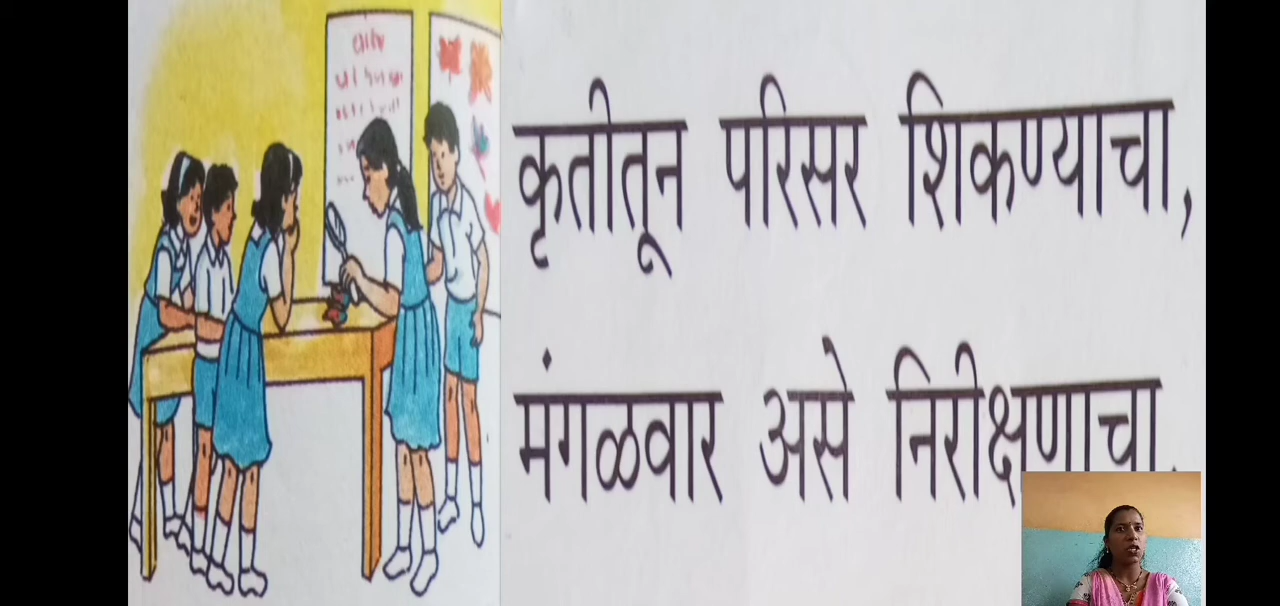 कृतीतून परिसर शिकण्याचा,
मंगळवार असे निरीक्षणाचा.